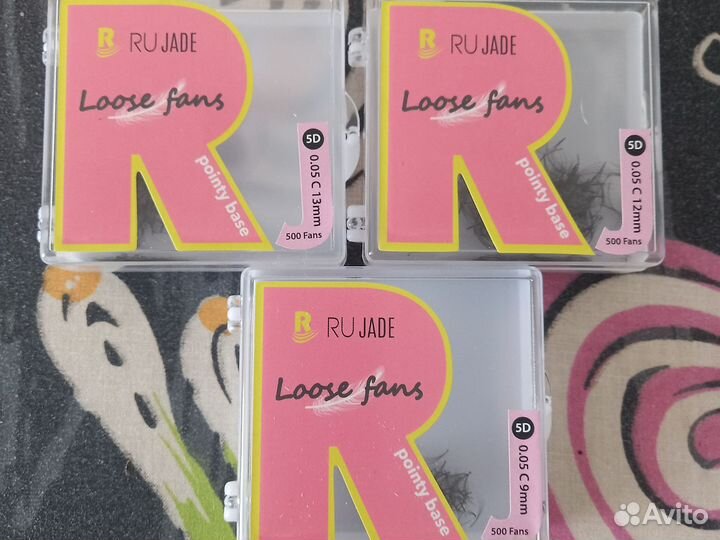 R RU JADE
Loose fans
pointy base
5D
0.05 C 13mm
500 Fans
R RU JADE
Loose fans
pointy base
5D
0.05 C 12mm
500 Fans
R RU JADE
Loose fans
pointy base
5D
0.05 C 9mm
500 Fans
Avito